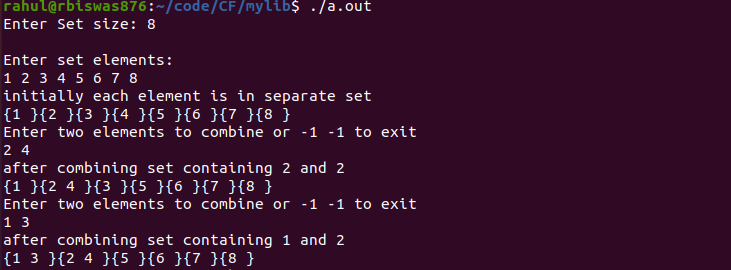 rahul@rbiswas876:~/code/CF/mylib$ ./a.out
Enter Set size: 8
Enter set elements:
1 2 3 4 5 6 7 8
initially each element is in separate set
{1 }{2 }{3 }{4 }{5 }{6 }{7 }{8 }
Enter two elements to combine or -1 -1 to exit
2 4
after combining set containing 2 and 2
{1 }{2 4 }{3 }{5 }{6 }{7 }{8 }
Enter two elements to combine or -1 -1 to exit
1 3
after combining set containing 1 and 2
{1 3 }{2 4 }{5 }{6 }{7 }{8 }